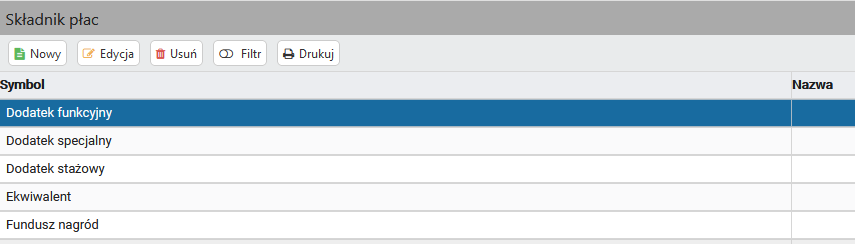 Składnik płac
Nowy Edycja Usuń Filtr Drukuj
Symbol Nazwa
Dodatek funkcyjny
Dodatek specjalny
Dodatek stażowy
Ekwiwalent
Fundusz nagród